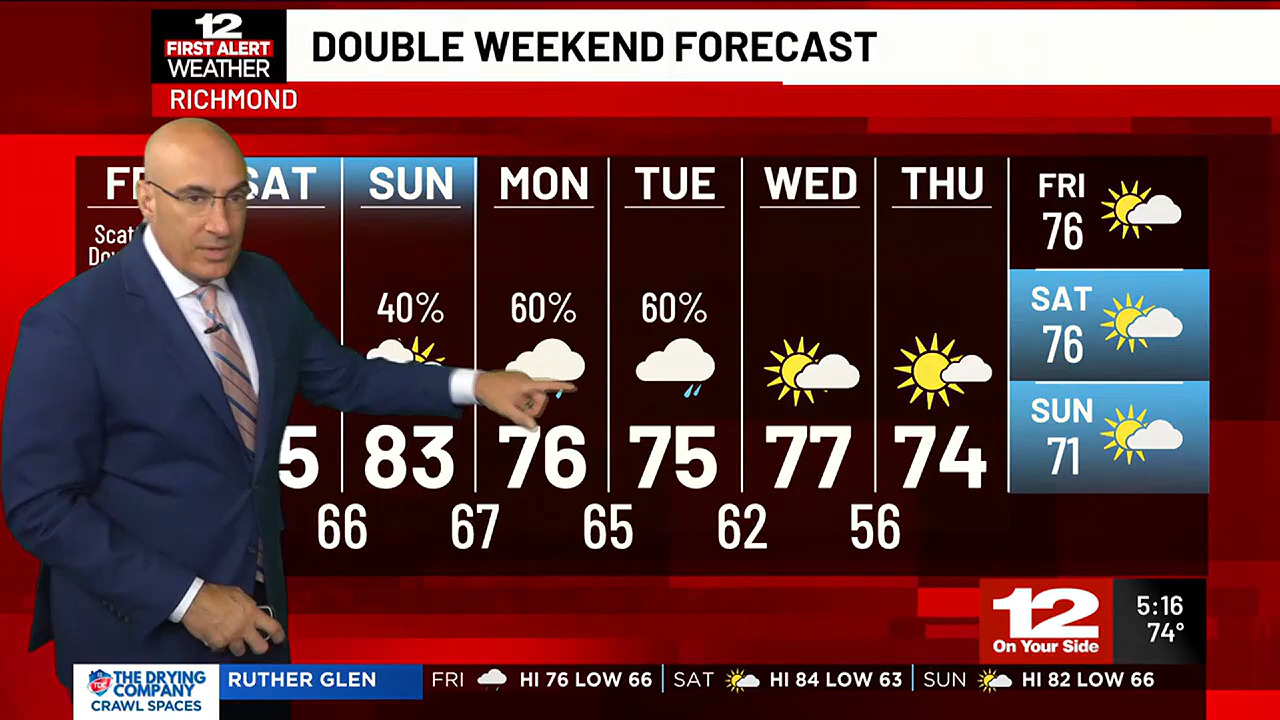 12
FIRST ALERT
WEATHER
DOUBLE WEEKEND FORECAST
RICHMOND
SAT SUN MON TUE WED THU
40% 60% 60%
83 76 75 77 74
66 67 65 62 56
FRI
76
SAT
76
SUN
71
12
On Your Side
5:16
74°
THE DRYING
COMPANY
CRAWL SPACES
RUTHER GLEN
FRI HI 76 LOW 66 SAT HI 84 LOW 63 SUN HI 82 LOW 66